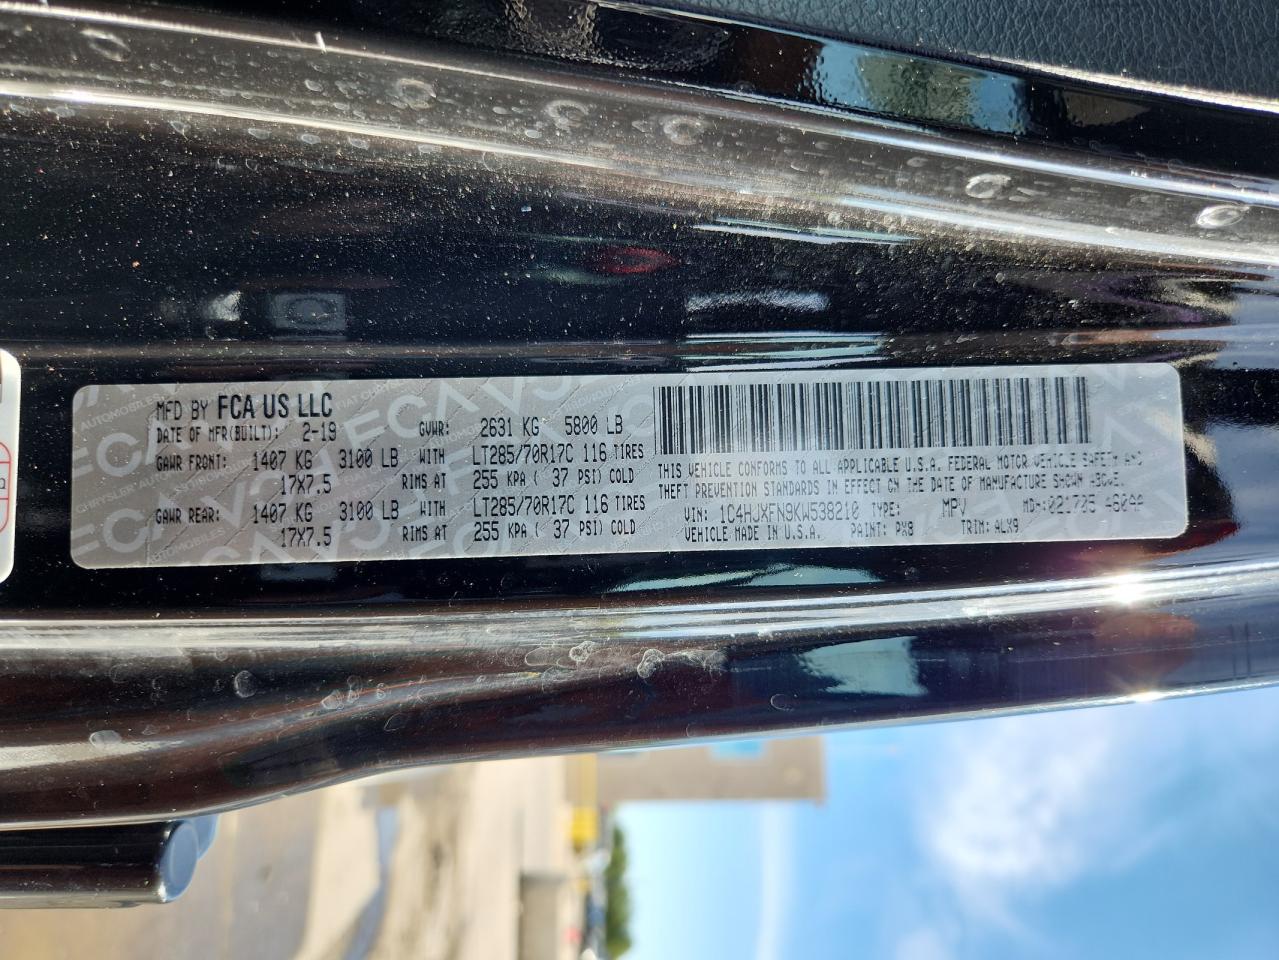 MFD BY FCA US LLC
DATE OF MFR(BUILT): 2-19 GVWR: 2631 KG 5800 LB
GAWR FRONT: 1407 KG 3100 LB WITH LT285/70R17C 116 TIRES
17X7.5 RIMS AT 255 KPA ( 37 PSI) COLD
GAWR REAR: 1407 KG 3100 LB WITH LT285/70R17C 116 TIRES
17X7.5 RIMS AT 255 KPA ( 37 PSI) COLD
THIS VEHICLE CONFORMS TO ALL APPLICABLE U.S.A. FEDERAL MOTOR VEHICLE SAFETY AND
THEFT PREVENTION STANDARDS IN EFFECT ON THE DATE OF MANUFACTURE SHOWN ABOVE.
VIN: 1C4HJXFN9KW538210 TYPE: MPV
VEHICLE MADE IN U.S.A. PAINT: PX8 TRIM: ALX9